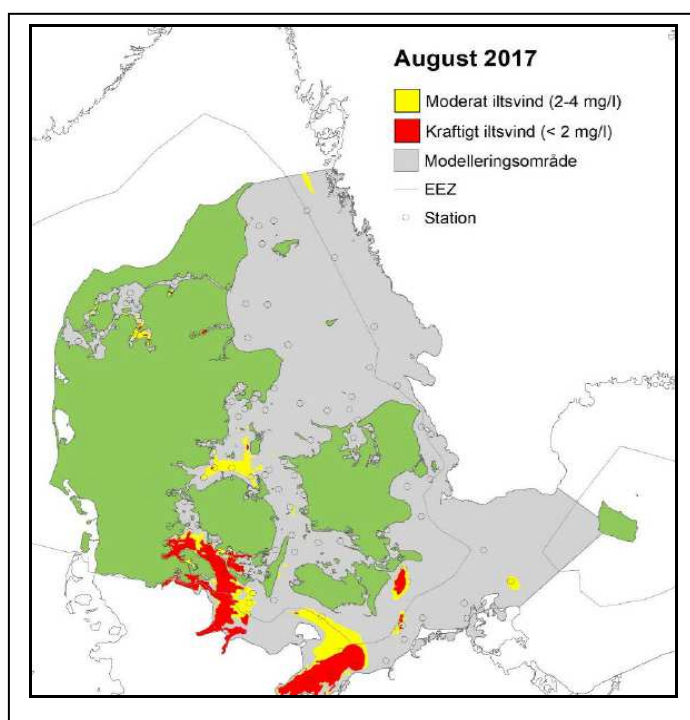 August 2017
Moderat iltsvind (2-4 mg/l)
Kraftigt iltsvind (< 2 mg/l)
Modelleringsområde
EEZ
Station